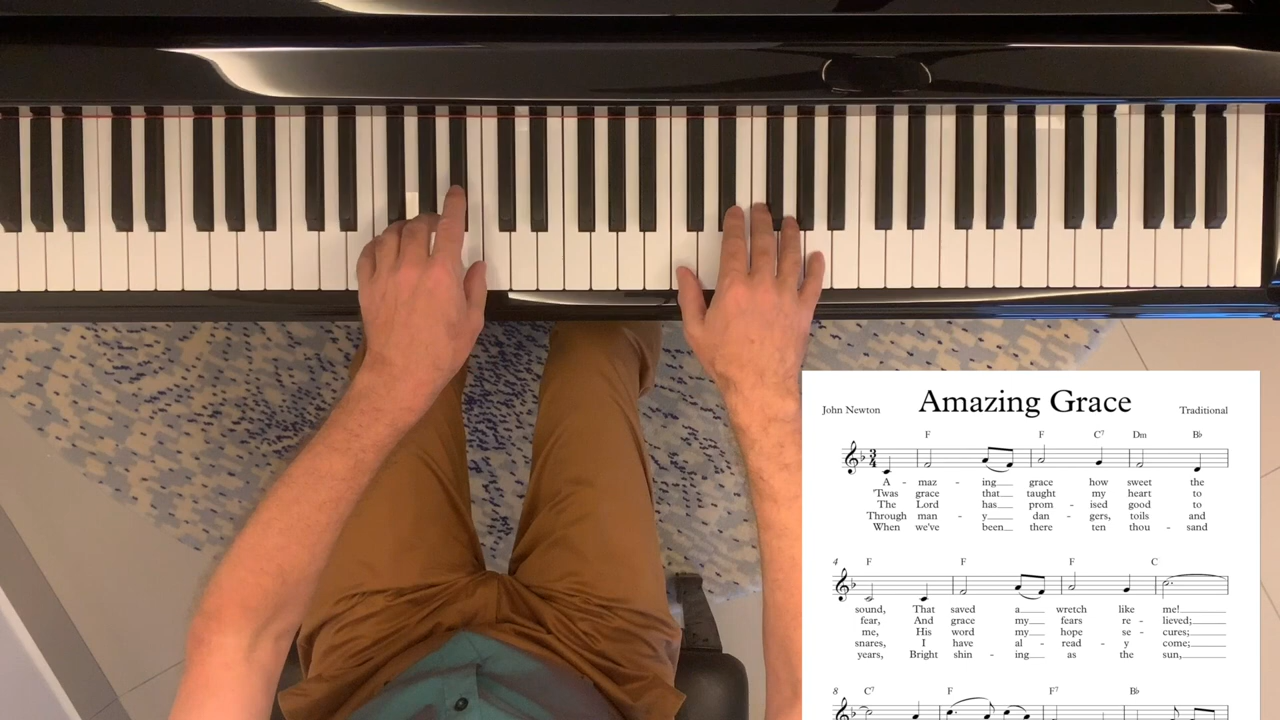 Amazing Grace
John Newton
Traditional
F F C7 Dm Bb
3 4
A - maz - ing grace how sweet the
'Twas grace that taught my heart to
The Lord has prom - ised good to
Through man - y dan - gers, toils and
When we've been there ten thou - sand
4 F F F C
sound, That saved a wretch like me!
fear, And grace my fears re - lieved;
me, His word my hope se - cures;
snares, I have al - read - y come;
years, Bright shin - ing as the sun,
8 C7 F F7 Bb